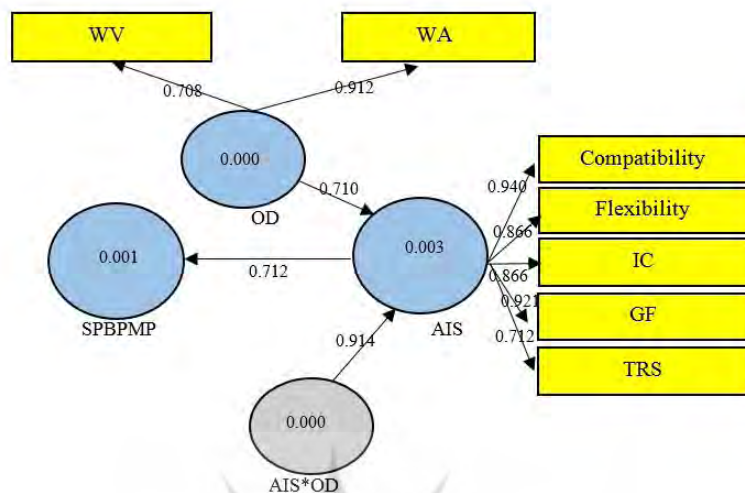 WV
WA
0.708
0.912
0.000
OD
0.710
Compatibility
0.940
Flexibility
0.866
0.001
SPBPMP
0.712
0.003
AIS
IC
0.866
0.921
GF
0.712
TRS
0.914
0.000
AIS*OD